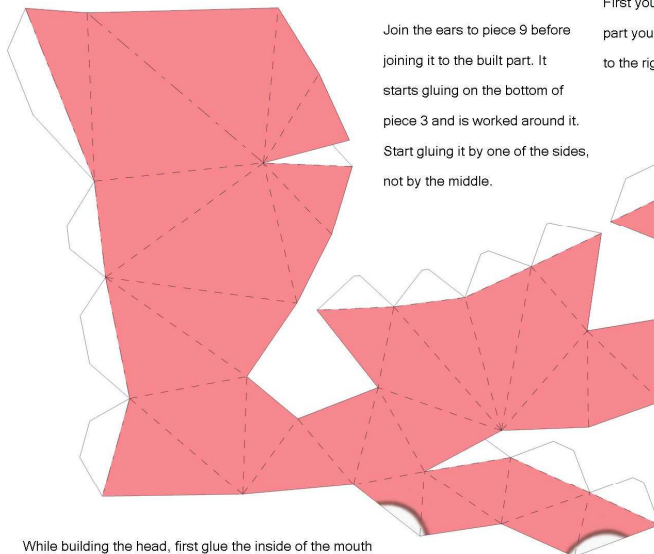 Join the ears to piece 9 before
joining it to the built part. It
starts gluing on the bottom of
piece 3 and is worked around it.
Start gluing it by one of the sides,
not by the middle.
First you
part you
to the rig
While building the head, first glue the inside of the mouth